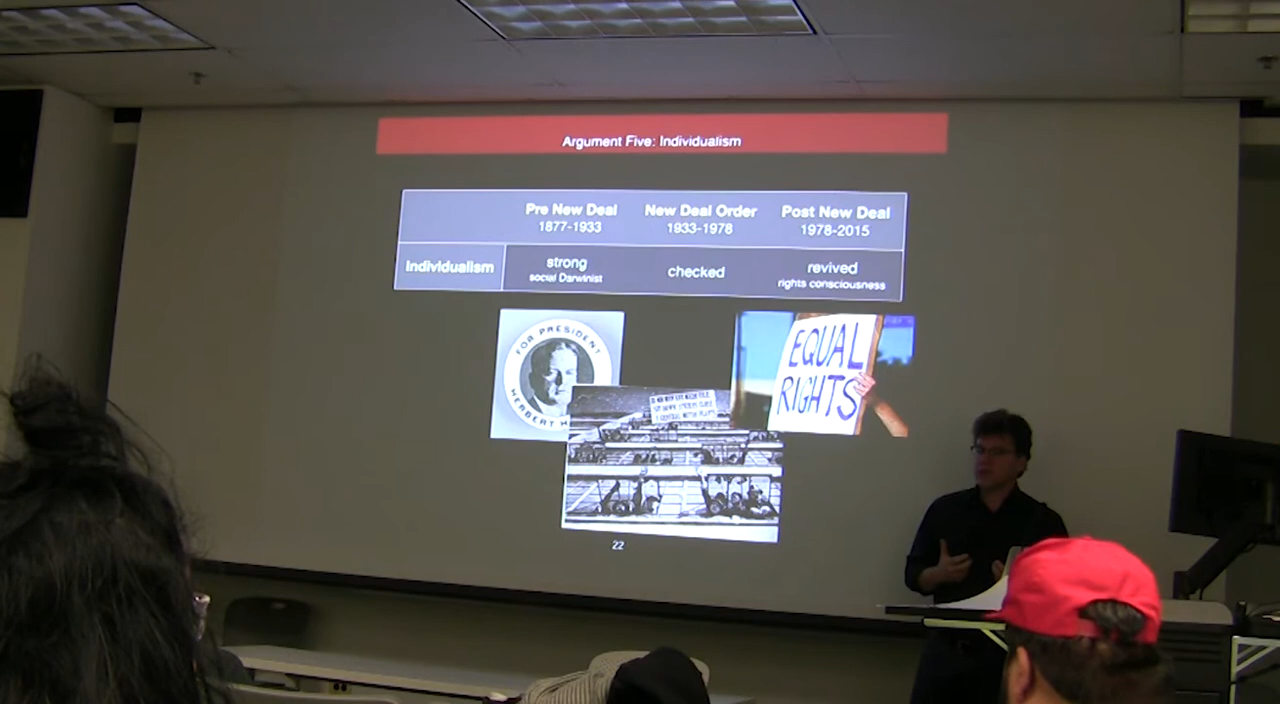 Argument Five: Individualism
Pre New Deal
1877-1933
New Deal Order
1933-1978
Post New Deal
1978-2015
Individualism
strong
social Darwinist
checked
revived
rights consciousness
FOR PRESIDENT
HERBERT H
EQUAL
RIGHTS
22